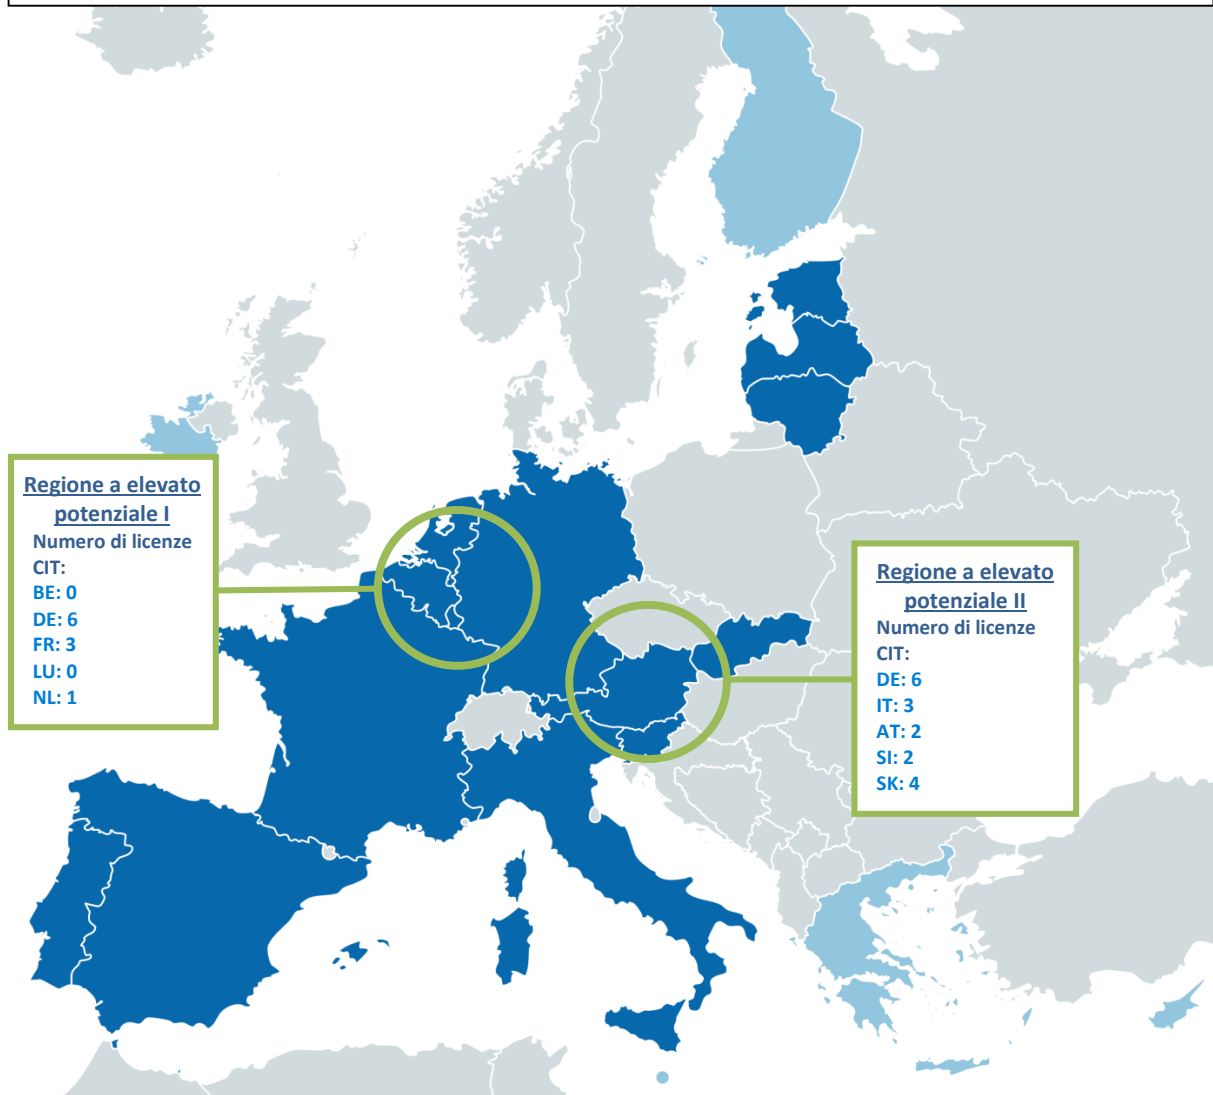 Regione a elevato
potenziale I
Numero di licenze
CIT:
BE: 0
DE: 6
FR: 3
LU: 0
NL: 1
Regione a elevato
potenziale II
Numero di licenze
CIT:
DE: 6
IT: 3
AT: 2
SI: 2
SK: 4